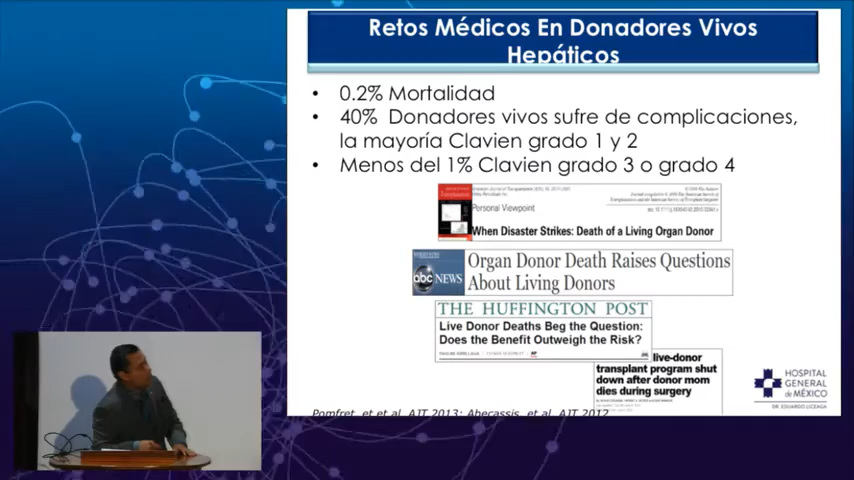 Retos Médicos En Donadores Vivos
Hepáticos
• 0.2% Mortalidad
• 40% Donadores vivos sufre de complicaciones,
la mayoría Clavien grado 1 y 2
• Menos del 1% Clavien grado 3 o grado 4
Personal Viewpoint
When Disaster Strikes: Death of a Living Organ Donor
abc NEWS
Organ Donor Death Raises Questions
About Living Donors
THE HUFFINGTON POST
Live Donor Deaths Beg the Question:
Does the Benefit Outweigh the Risk?
live-donor
transplant program shut
down after donor mom
dies during surgery
HOSPITAL
GENERAL
de MÉXICO
DR. EDUARDO LICEAGA
Pomfret, et et al. AJT 2013; Abecassis, et al. AJT 2012